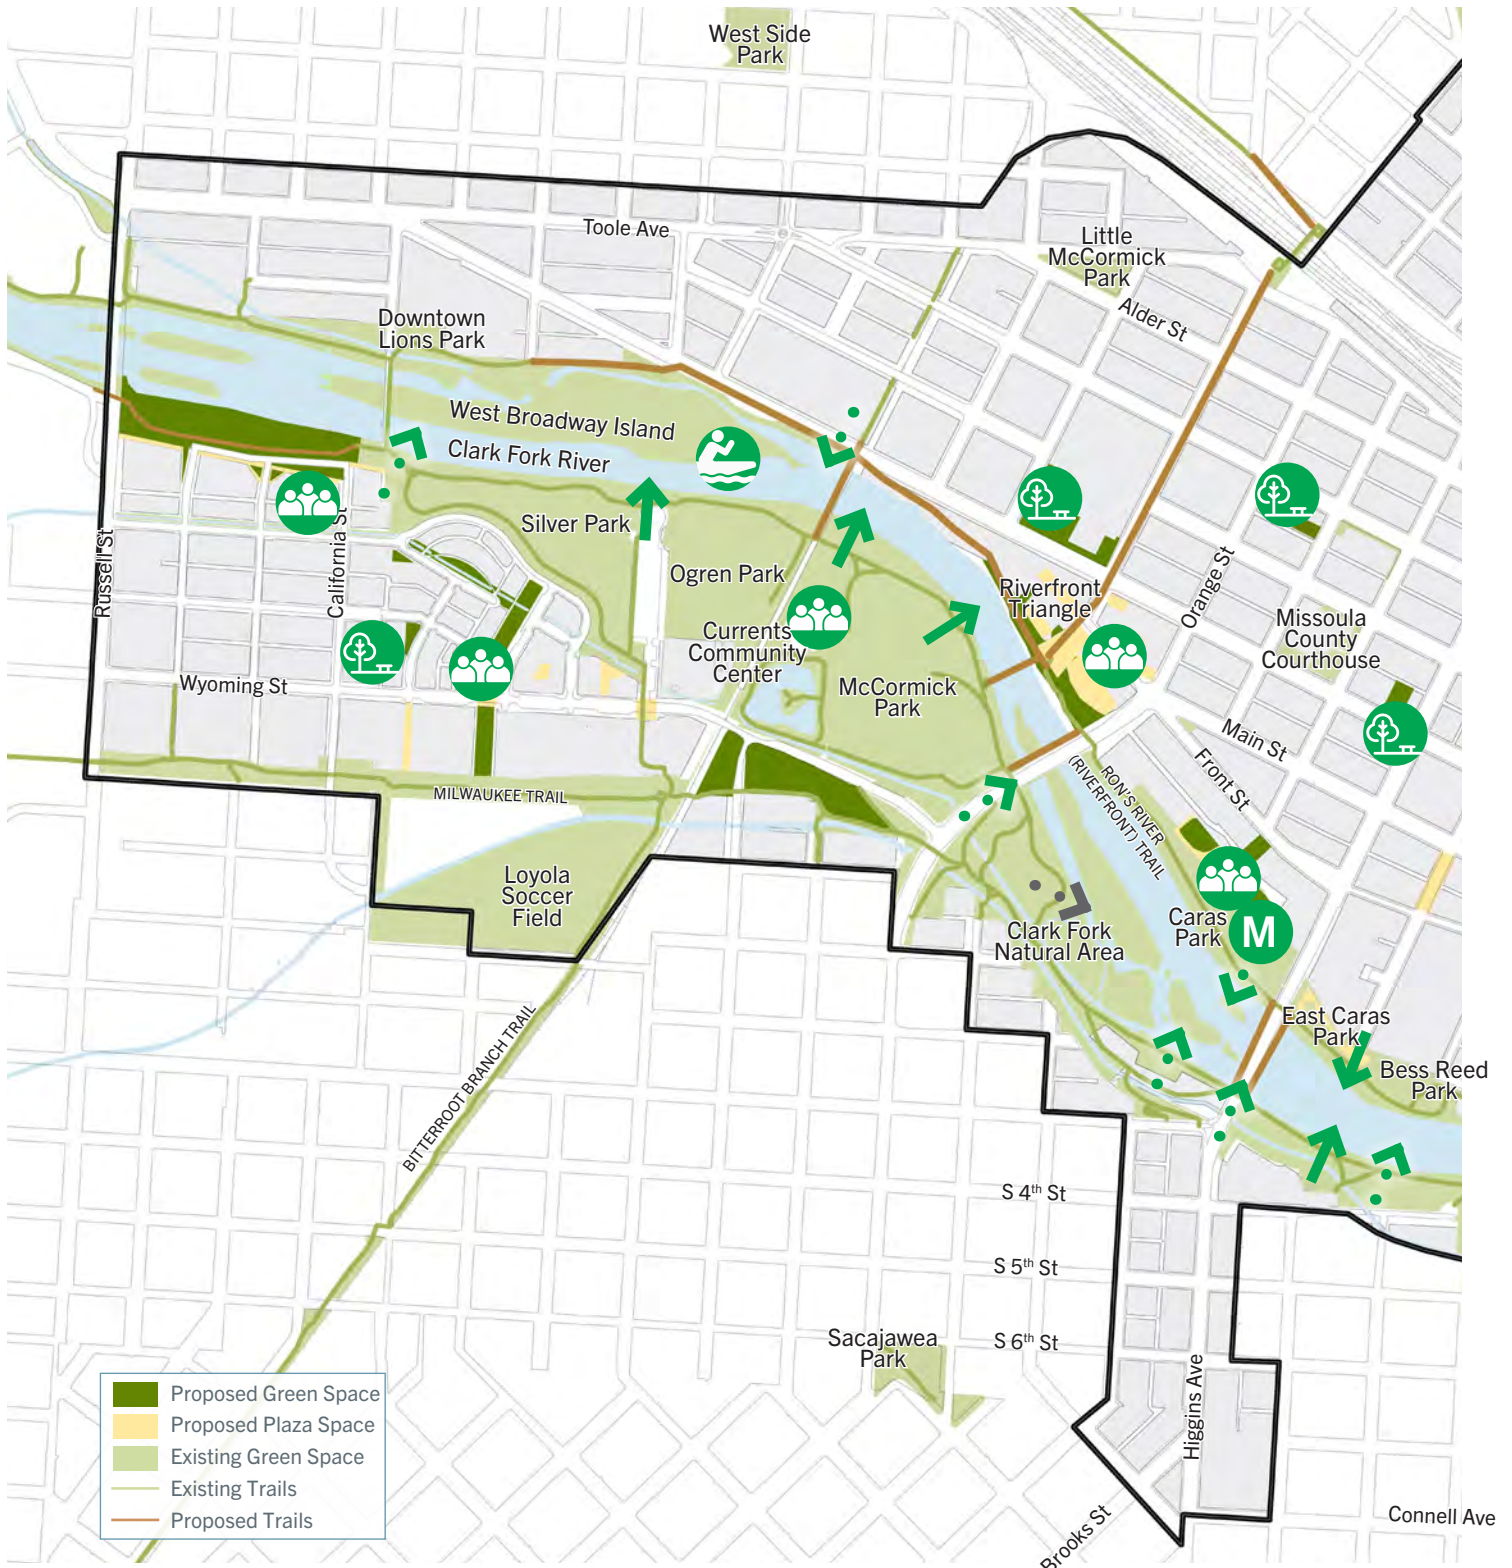 West Side
Park
Toole Ave
Little
McCormick
Park
Alder St
Downtown
Lions Park
West Broadway Island
Clark Fork River
Silver Park
Ogren Park
Russell St
California St
Orange St
Riverfront
Triangle
Missoula
County
Courthouse
Currents
Community
Center
McCormick
Park
Wyoming St
Main St
Front St
MILWAUKEE TRAIL
RON'S RIVER
(RIVERFRONT) TRAIL
Loyola
Soccer
Field
Caras
Park
M
Clark Fork
Natural Area
East Caras
Park
Bess Reed
Park
BITTERROOT BRANCH TRAIL
S 4th St
S 5th St
S 6th St
Sacajawea
Park
Higgins Ave
Brooks St
Connell Ave
Proposed Green Space
Proposed Plaza Space
Existing Green Space
Existing Trails
Proposed Trails